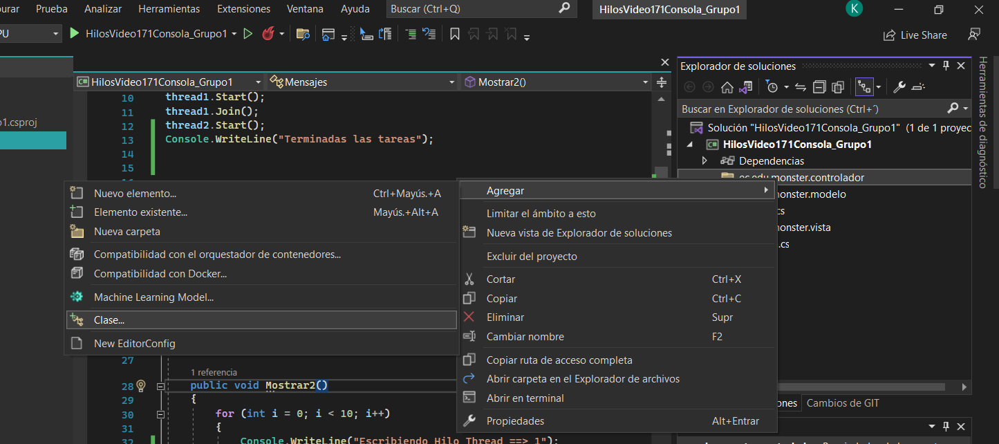 Prueba Analizar Herramientas Extensiones Ventana Ayuda Buscar (Ctrl+Q) HilosVideo171Consola_Grupo1 K
HilosVideo171Consola_Grupo1 Live Share
HilosVideo171Consola_Grupo1 Mensajes Mostrar2()
10 thread1.Start();
11 thread1.Join();
12 thread2.Start();
13 Console.WriteLine("Terminadas las tareas");
14
15
Nuevo elemento... Ctrl+Mayús.+A
Elemento existente... Mayús.+Alt+A
Nueva carpeta
Compatibilidad con el orquestador de contenedores...
Compatibilidad con Docker...
Machine Learning Model...
Clase...
New EditorConfig
Agregar
Limitar el ámbito a esto
Nueva vista de Explorador de soluciones
Excluir del proyecto
Cortar Ctrl+X
Copiar Ctrl+C
Eliminar Supr
Cambiar nombre F2
Copiar ruta de acceso completa
Abrir carpeta en el Explorador de archivos
Abrir en terminal
Propiedades Alt+Entrar
27
1 referencia
28 public void Mostrar2()
29 {
30 for (int i = 0; i < 10; i++)
31 {
32 Console.WriteLine("Escribiendo Hilo Thread ==> 1");
Explorador de soluciones
Buscar en Explorador de soluciones (Ctrl+´)
Solución "HilosVideo171Consola_Grupo1" (1 de 1 proyec
HilosVideo171Consola_Grupo1
Dependencias
ec.edu.monster.controlador
monster.modelo
cs
monster.vista
.cs
Cambios de GIT
Herramientas de diagnóstico